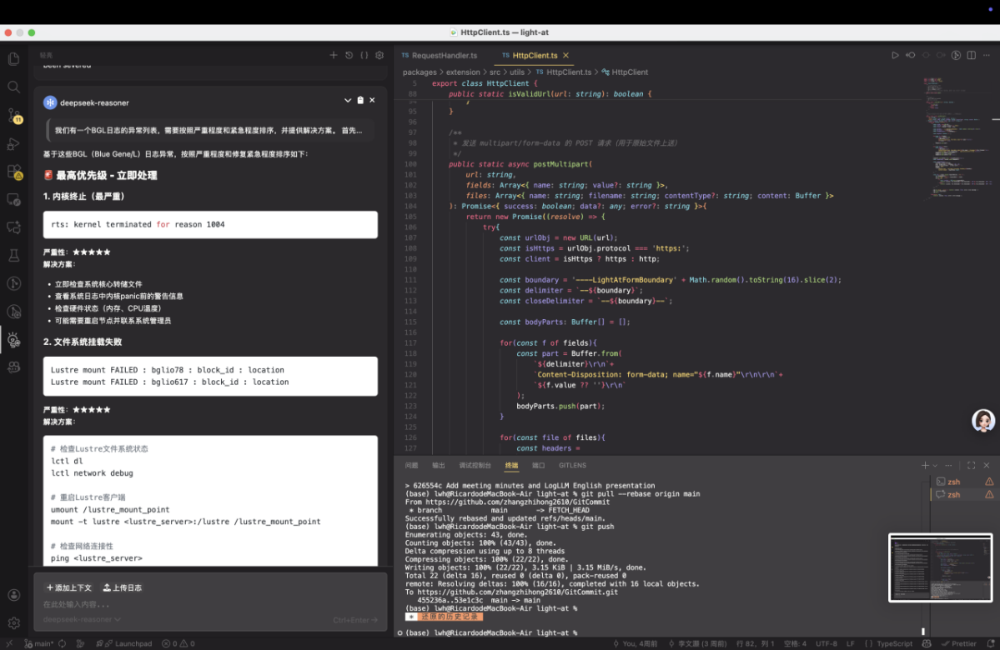 HttpClient.ts — light-at
轻亮
been severed
deepseek-reasoner
我们有一个BGL日志的异常列表，需要按照严重程度和紧急程度排序，并提供解决方案。 首先...
基于这些BGL（Blue Gene/L）日志异常，按照严重程度和修复紧急程度排序如下：
🚨 最高优先级 - 立即处理
1. 内核终止（最严重）
rts: kernel terminated for reason 1004
严重性：★★★★★
解决方案：
• 立即检查系统核心转储文件
• 查看系统日志中内核panic前的警告信息
• 检查硬件状态（内存、CPU温度）
• 可能需要重启节点并联系系统管理员
2. 文件系统挂载失败
Lustre mount FAILED : bglio78 : block_id : location
Lustre mount FAILED : bglio617 : block_id : location
严重性：★★★★★
解决方案：
# 检查Lustre文件系统状态
lctl dl
lctl network debug
# 重启Lustre客户端
umount /lustre_mount_point
mount -t lustre <lustre_server>:/lustre /lustre_mount_point
# 检查网络连接性
ping <lustre_server>
+ 添加上下文 上传日志
在此处输入内容...
deepseek-reasoner
Ctrl+Enter
TS RequestHandler.ts TS HttpClient.ts
packages > extension > src > utils > TS HttpClient.ts > HttpClient
5 export class HttpClient {
88 public static isValidUrl(url: string): boolean {
94 }
95 }
96
97 /**
98 * 发送 multipart/form-data 的 POST 请求（用于原始文件上送）
99 */
100 public static async postMultipart(
101 url: string,
102 fields: Array<{ name: string; value?: string }>,
103 files: Array<{ name: string; filename: string; contentType?: string; content: Buffer }>
104 ): Promise<{ success: boolean; data?: any; error?: string }>{
105 return new Promise((resolve) => {
106 try{
107 const urlObj = new URL(url);
108 const isHttps = urlObj.protocol === 'https:';
109 const client = isHttps ? https : http;
110
111 const boundary = '----LightAtFormBoundary' + Math.random().toString(16).slice(2);
112 const delimiter = `--${boundary}`;
113 const closeDelimiter = `--${boundary}--`;
114
115 const bodyParts: Buffer[] = [];
116
117 for(const f of fields){
118 const part = Buffer.from(
119 `${delimiter}\r\n`+
120 `Content-Disposition: form-data; name="${f.name}"\r\n\r\n`+
121 `${f.value ?? ''}\r\n`
122 );
123 bodyParts.push(part);
124 }
125
126 for(const file of files){
127 const headers =
问题 输出 调试控制台 终端 端口 GITLENS
> 626554c Add meeting minutes and LogLLM English presentation
(base) lwh@RicardodeMacBook-Air light-at % git pull --rebase origin main
From https://github.com/zhangzhihong2610/GitCommit
* branch main -> FETCH_HEAD
Successfully rebased and updated refs/heads/main.
(base) lwh@RicardodeMacBook-Air light-at % git push
Enumerating objects: 43, done.
Counting objects: 100% (43/43), done.
Delta compression using up to 8 threads
Compressing objects: 100% (22/22), done.
Writing objects: 100% (22/22), 3.15 KiB | 3.15 MiB/s, done.
Total 22 (delta 16), reused 0 (delta 0), pack-reused 0
remote: Resolving deltas: 100% (16/16), completed with 16 local objects.
To https://github.com/zhangzhihong2610/GitCommit.git
455236a..53e1c3c main -> main
(base) lwh@RicardodeMacBook-Air light-at %
* 还原的历史记录
(base) lwh@RicardodeMacBook-Air light-at %
zsh
zsh
11
main* Launchpad 0 0 You, 4周前 李文灏 (3 周前) 行 82，列 1 空格: 4 UTF-8 LF { } TypeScript Prettier